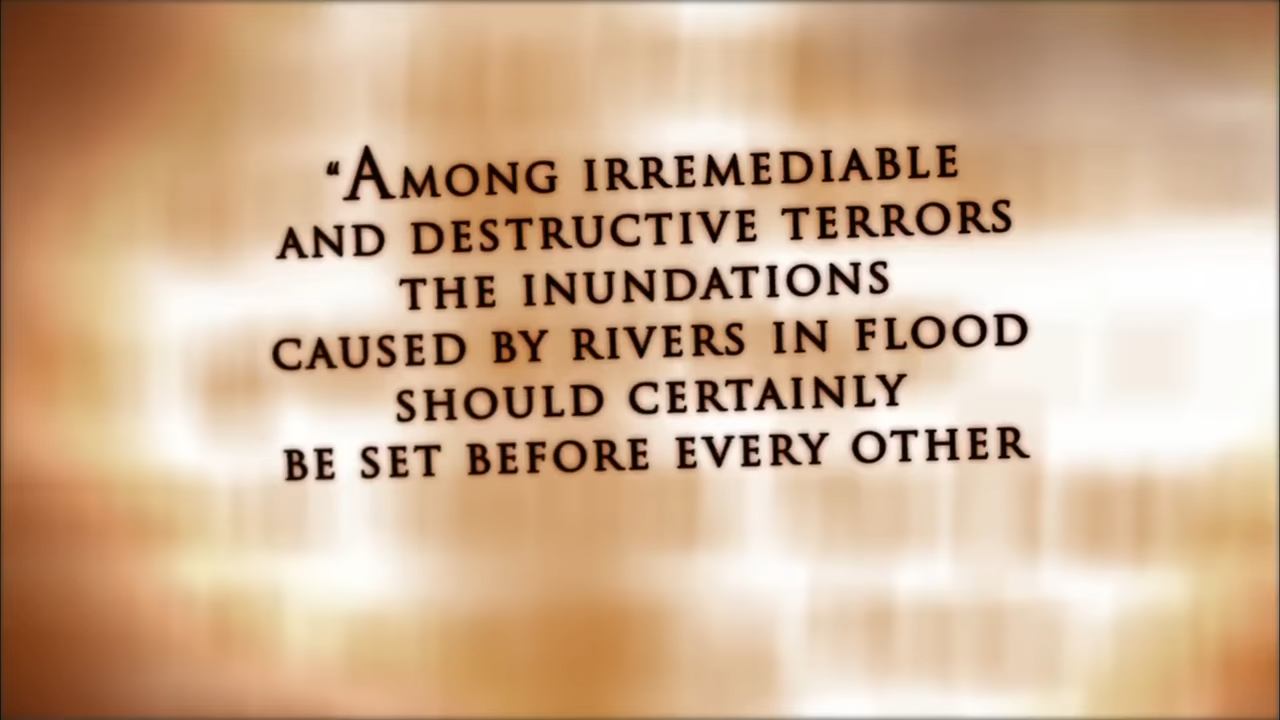 “AMONG IRREMEDIABLE
AND DESTRUCTIVE TERRORS
THE INUNDATIONS
CAUSED BY RIVERS IN FLOOD
SHOULD CERTAINLY
BE SET BEFORE EVERY OTHER